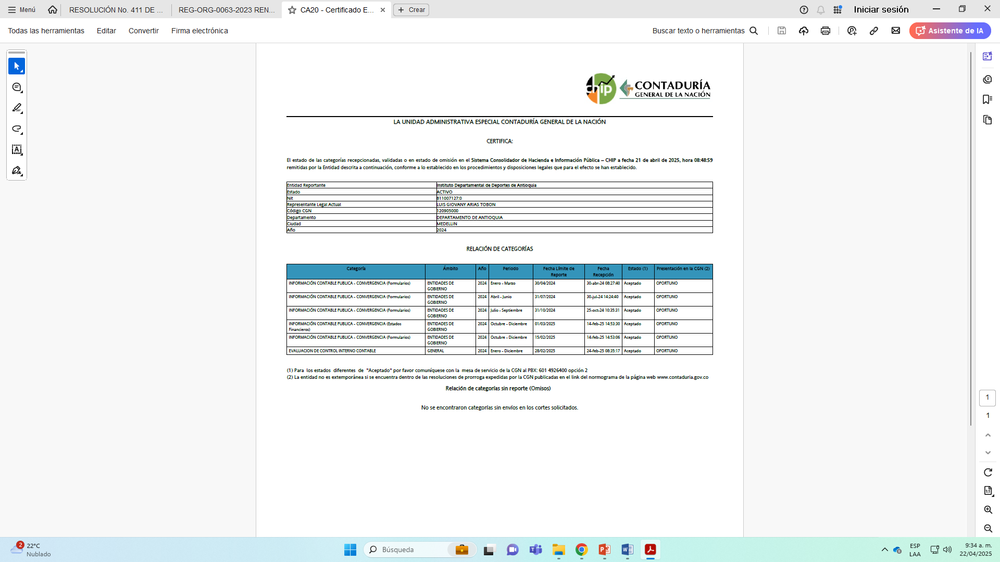 Menú
RESOLUCIÓN No. 411 DE ...
REG-ORG-0063-2023 REN...
CA20 - Certificado E...
Crear
Iniciar sesión
Todas las herramientas
Editar
Convertir
Firma electrónica
Buscar texto o herramientas
Asistente de IA
chip
CONTADURÍA
GENERAL DE LA NACIÓN
LA UNIDAD ADMINISTRATIVA ESPECIAL CONTADURÍA GENERAL DE LA NACIÓN
CERTIFICA:
El estado de las categorías recepcionadas, validadas o en estado de omisión en el Sistema Consolidador de Hacienda e Información Pública – CHIP a fecha 21 de abril de 2025, hora 08:48:59
remitidas por la Entidad descrita a continuación, conforme a lo establecido en los procedimientos y disposiciones legales que para el efecto se han establecido.
Entidad Reportante Instituto Departamental de Deportes de Antioquia
Estado ACTIVO
Nit 811007127:0
Representante Legal Actual LUIS GIOVANY ARIAS TOBON
Código CGN 120905000
Departamento DEPARTAMENTO DE ANTIOQUIA
Ciudad MEDELLIN
Año 2024
RELACIÓN DE CATEGORÍAS
Categoría Ámbito Año Periodo Fecha Límite de Fecha Estado (1) Presentación en la CGN (2)
Reporte Recepción
INFORMACIÓN CONTABLE PUBLICA - CONVERGENCIA (Formularios) ENTIDADES DE 2024 Enero - Marzo 30/04/2024 30-abr-24 08:27:40 Aceptado OPORTUNO
GOBIERNO
INFORMACIÓN CONTABLE PUBLICA - CONVERGENCIA (Formularios) ENTIDADES DE 2024 Abril - Junio 31/07/2024 30-jul-24 14:24:40 Aceptado OPORTUNO
GOBIERNO
INFORMACIÓN CONTABLE PUBLICA - CONVERGENCIA (Formularios) ENTIDADES DE 2024 Julio - Septiembre 31/10/2024 25-oct-24 10:35:31 Aceptado OPORTUNO
GOBIERNO
INFORMACIÓN CONTABLE PUBLICA - CONVERGENCIA (Estados ENTIDADES DE 2024 Octubre - Diciembre 01/03/2025 14-feb-25 14:53:30 Aceptado OPORTUNO
Financieros) GOBIERNO
INFORMACIÓN CONTABLE PUBLICA - CONVERGENCIA (Formularios) ENTIDADES DE 2024 Octubre - Diciembre 15/02/2025 14-feb-25 14:53:06 Aceptado OPORTUNO
GOBIERNO
EVALUACION DE CONTROL INTERNO CONTABLE GENERAL 2024 Enero - Diciembre 28/02/2025 24-feb-25 08:35:17 Aceptado OPORTUNO
(1) Para los estados diferentes de "Aceptado" por favor comuníquese con la mesa de servicio de la CGN al PBX: 601 4926400 opción 2
(2) La entidad no es extemporánea si se encuentra dentro de las resoluciones de prorroga expedidas por la CGN publicadas en el link del normograma de la página web www.contaduria.gov.co
Relación de categorías sin reporte (Omisos)
No se encontraron categorías sin envíos en los cortes solicitados.
1
1
2
22°C
Nublado
Búsqueda
ESP
LAA
9:34 a. m.
22/04/2025